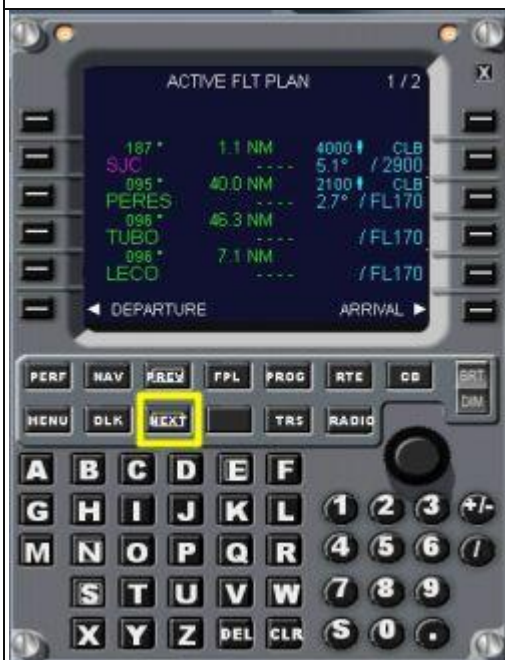 ACTIVE FLT PLAN 1 / 2
X
187° 1.1 NM 4000 CLB
SJC ---- 5.1° / 2900
095° 40.0 NM 2100 CLB
PERES ---- 2.7° / FL170
096° 46.3 NM
TUBO ---- / FL170
096° 7.1 NM
LECO ---- / FL170
◄ DEPARTURE ARRIVAL ►
PERF NAV PREV FPL PROG RTE CB BRT
MENU DLK NEXT TRS RADIO DIM
A B C D E F
G H I J K L 1 2 3 +/-
M N O P Q R 4 5 6 /
S T U V W 7 8 9
X Y Z DEL CLR S 0 .